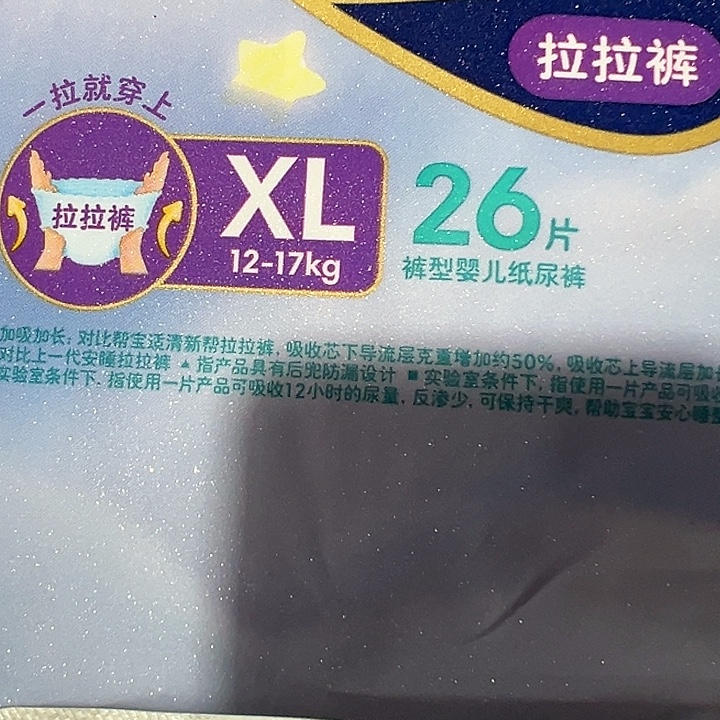 拉拉裤
一拉就穿上
拉拉裤
XL
12-17kg
26片
裤型婴儿纸尿裤
加吸加长: 对比帮宝适清新帮拉拉裤, 吸收芯下导流层克重增加约50%, 吸收芯上导流层加长
对比上一代安睡拉拉裤 ▲ 指产品具有后兜防漏设计 ■ 实验室条件下, 指使用一片产品可吸收
实验室条件下, 指使用一片产品可吸收12小时的尿量, 反渗少, 可保持干爽, 帮助宝宝安心睡整